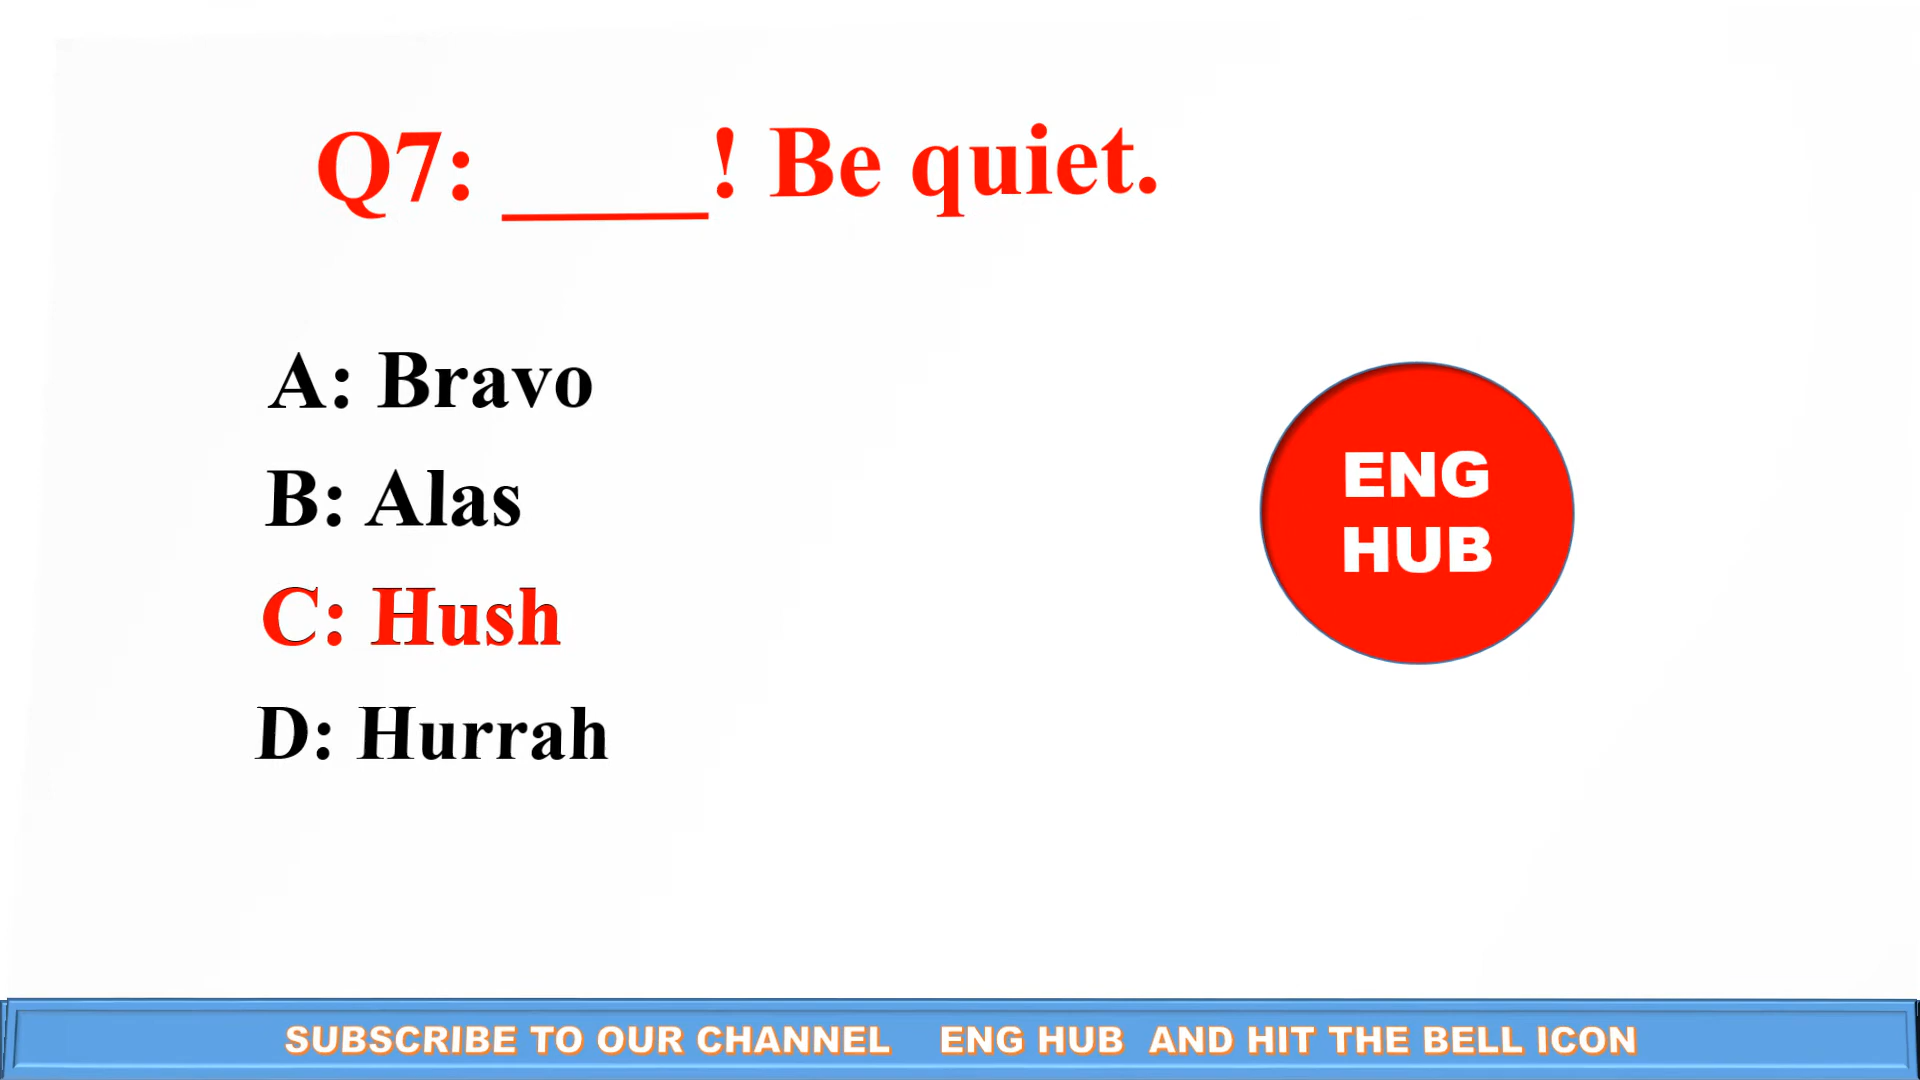 Q7: ____! Be quiet.
A: Bravo
B: Alas
C: Hush
D: Hurrah
ENG
HUB
SUBSCRIBE TO OUR CHANNEL ENG HUB AND HIT THE BELL ICON